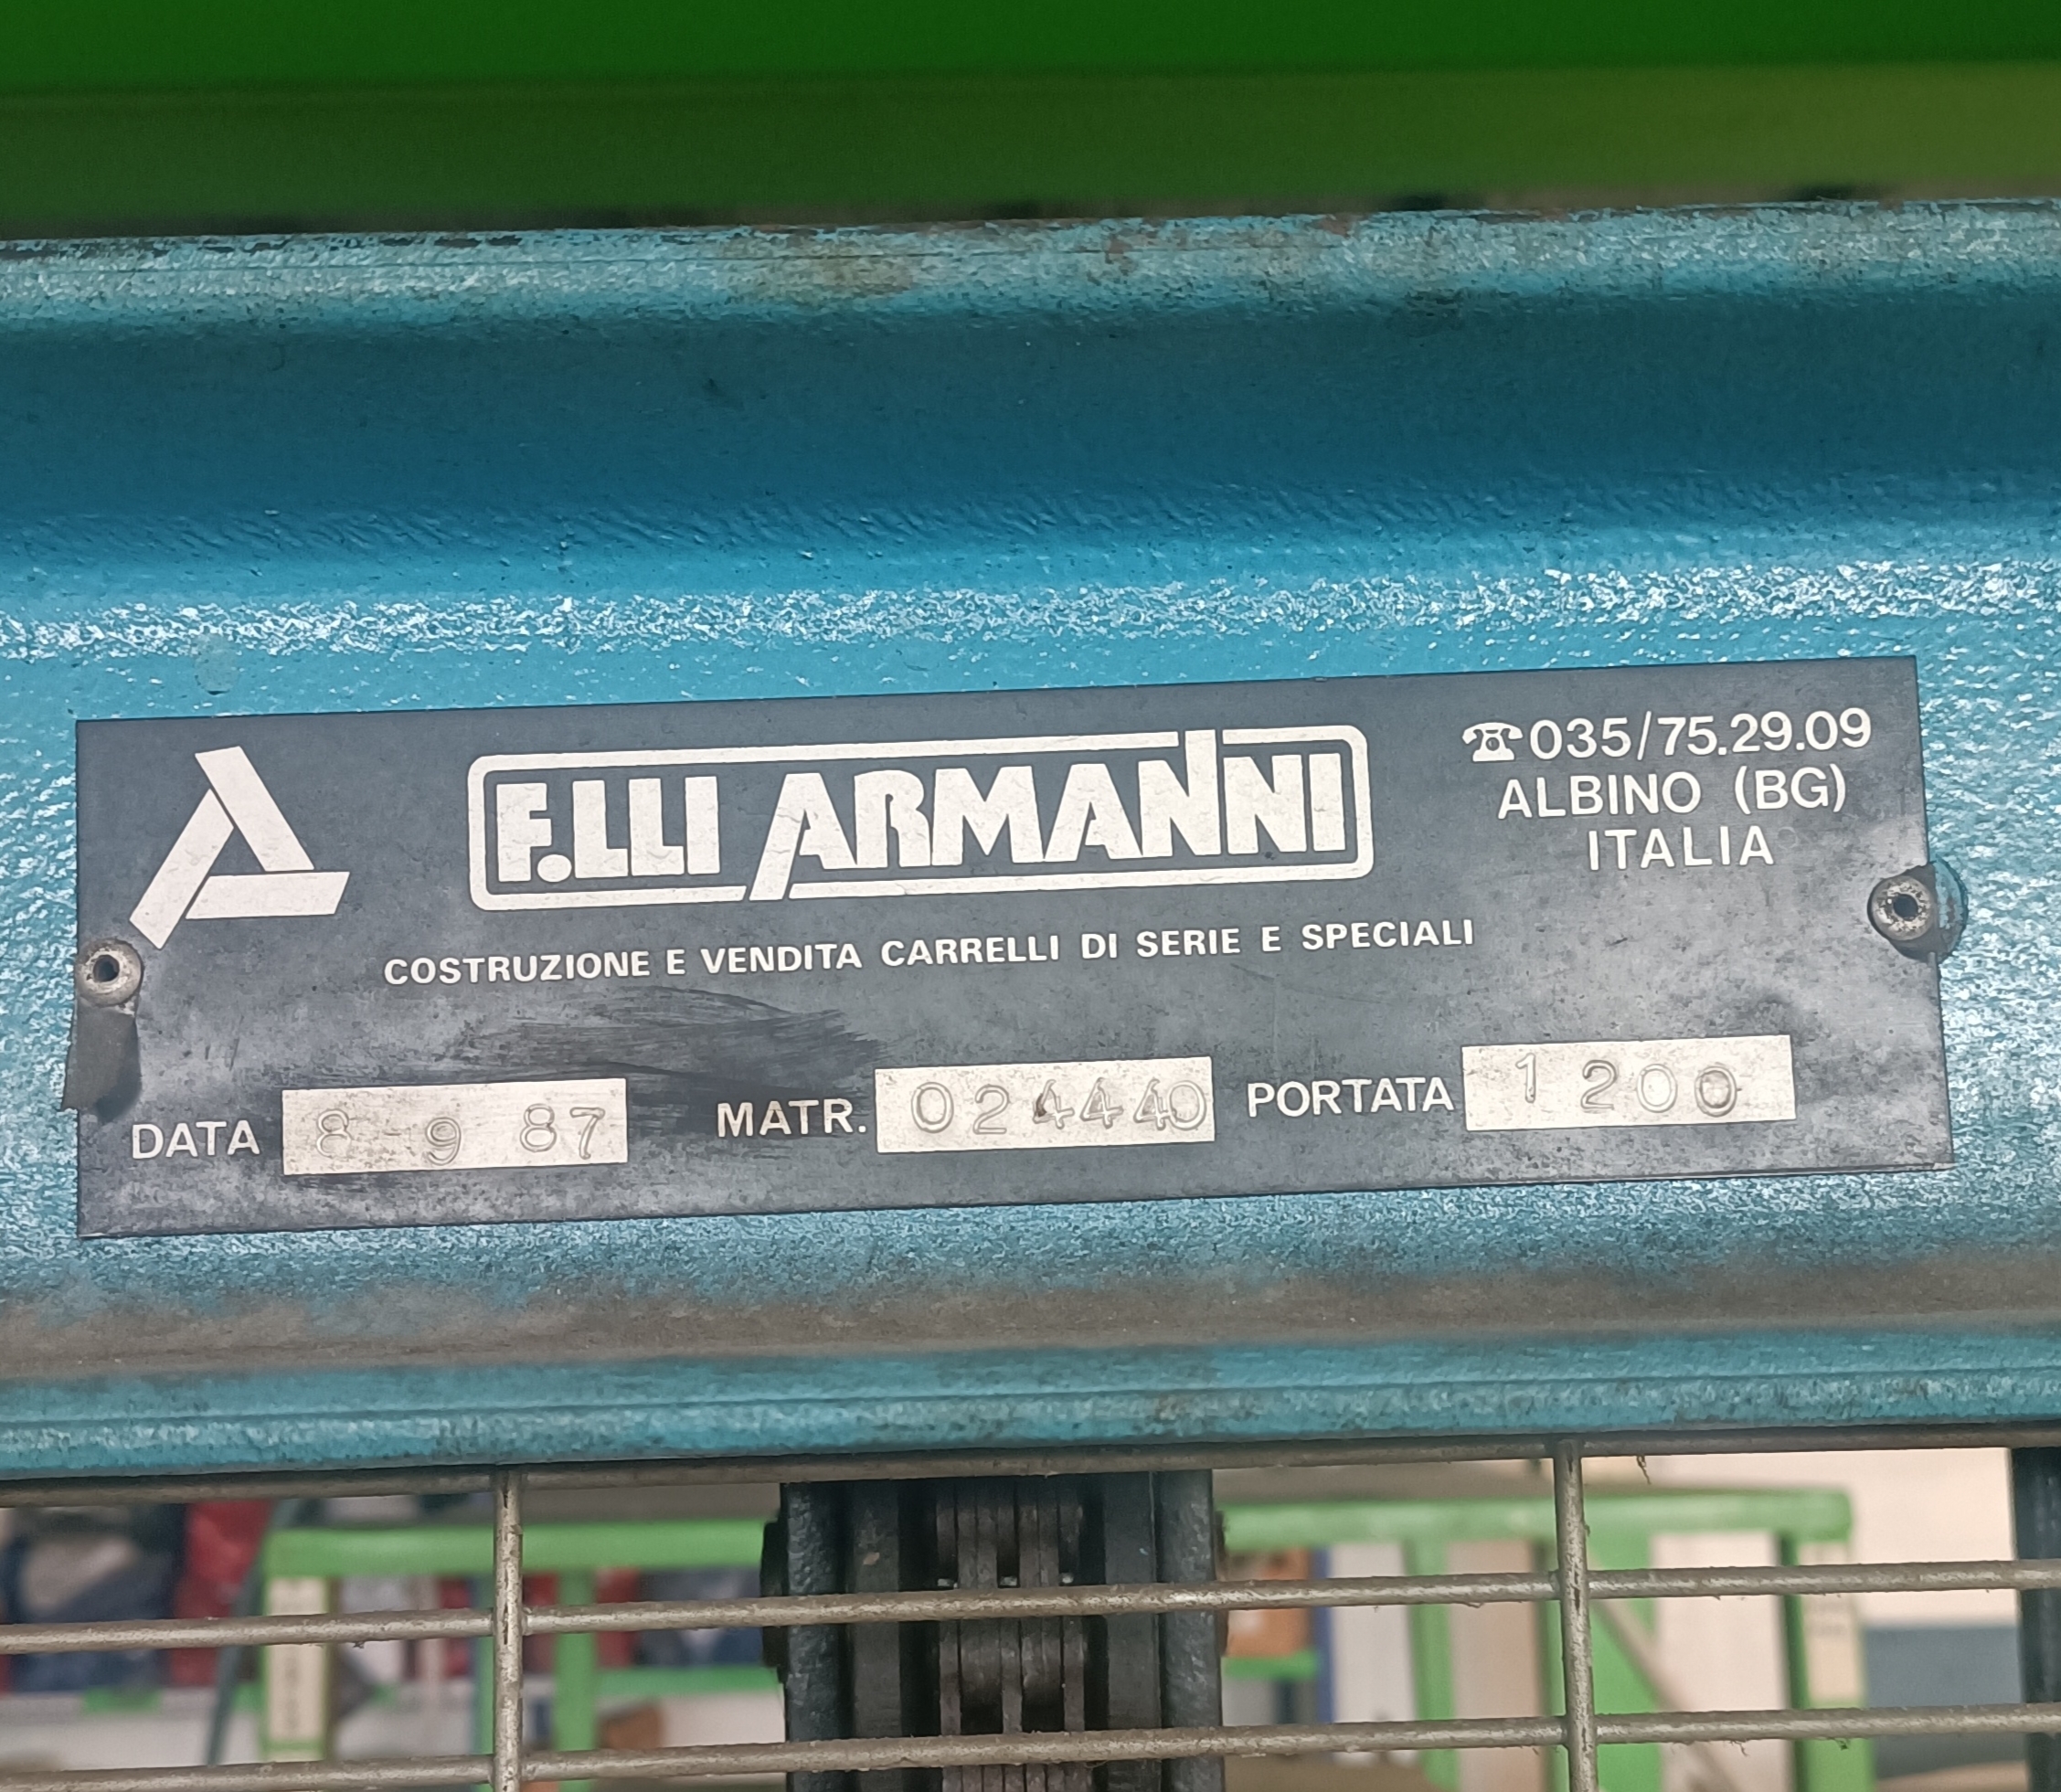 F.LLI ARMANNI
☎035/75.29.09
ALBINO (BG)
ITALIA
COSTRUZIONE E VENDITA CARRELLI DI SERIE E SPECIALI
DATA 8-9 87 MATR. 024440 PORTATA 1200